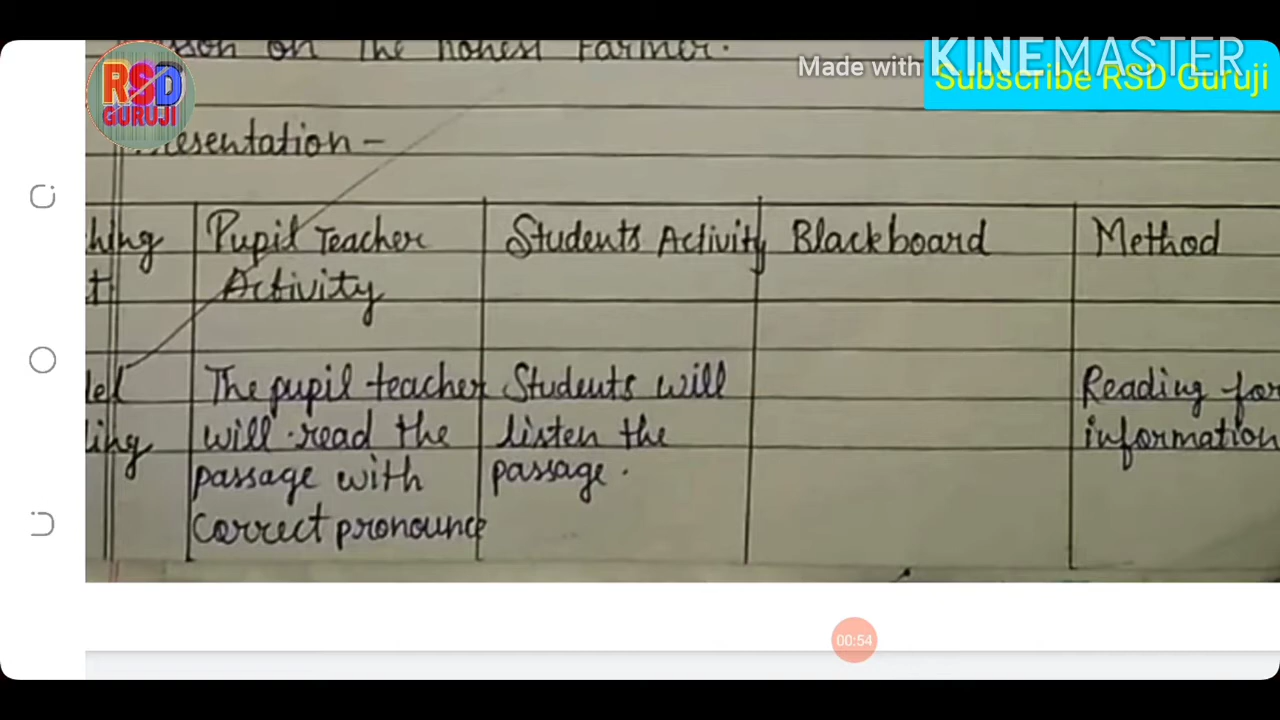 Lesson on the honest Farmer.
Made with KINEMASTER
Subscribe RSD Guruji
RSD
GURUJI
Presentation -
Pupil Teacher
Activity
Students Activity
Blackboard
Method
The pupil teacher
will read the
passage with
correct pronounce
Students will
listen the
passage.
Reading for
information
00:54